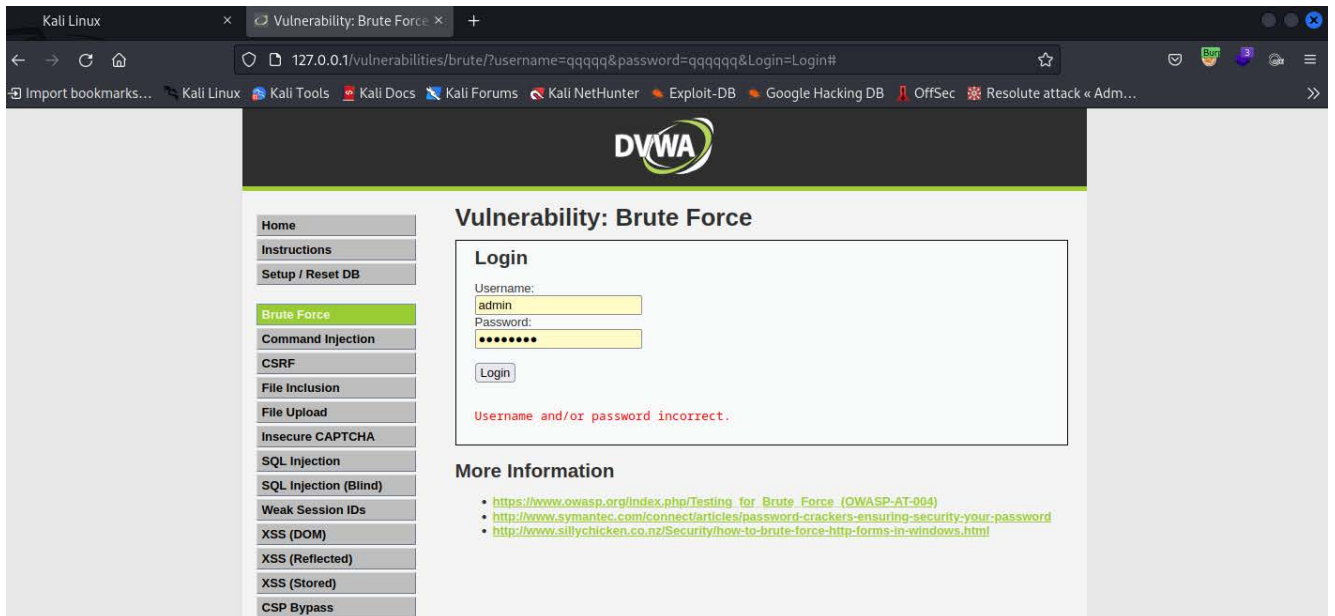 Kali Linux
Vulnerability: Brute Force
127.0.0.1/vulnerabilities/brute/?username=qqqqq&password=qqqqqq&Login=Login#
Import bookmarks... Kali Linux Kali Tools Kali Docs Kali Forums Kali NetHunter Exploit-DB Google Hacking DB OffSec Resolute attack « Adm...
DVWA
Home
Instructions
Setup / Reset DB
Brute Force
Command Injection
CSRF
File Inclusion
File Upload
Insecure CAPTCHA
SQL Injection
SQL Injection (Blind)
Weak Session IDs
XSS (DOM)
XSS (Reflected)
XSS (Stored)
CSP Bypass
Vulnerability: Brute Force
Login
Username:
admin
Password:
••••••••
Login
Username and/or password incorrect.
More Information
• https://www.owasp.org/index.php/Testing_for_Brute_Force_(OWASP-AT-004)
• http://www.symantec.com/connect/articles/password-crackers-ensuring-security-your-password
• http://www.sillychicken.co.nz/Security/how-to-brute-force-http-forms-in-windows.html